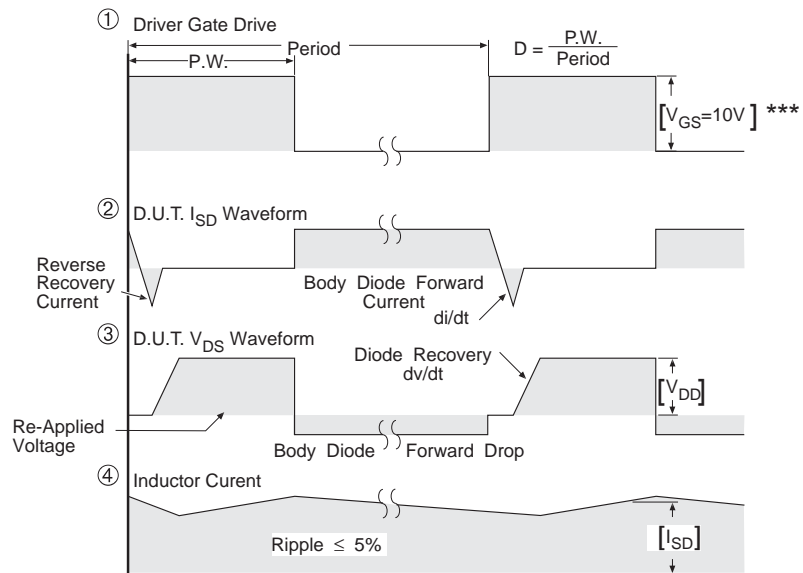 ① Driver Gate Drive
Period
P.W.
D = P.W. / Period
[VGS=10V] ***
② D.U.T. ISD Waveform
Reverse
Recovery
Current
Body Diode Forward
Current
di/dt
③ D.U.T. VDS Waveform
Diode Recovery
dv/dt
[VDD]
Re-Applied
Voltage
Body Diode Forward Drop
④ Inductor Curent
Ripple ≤ 5%
[ISD]